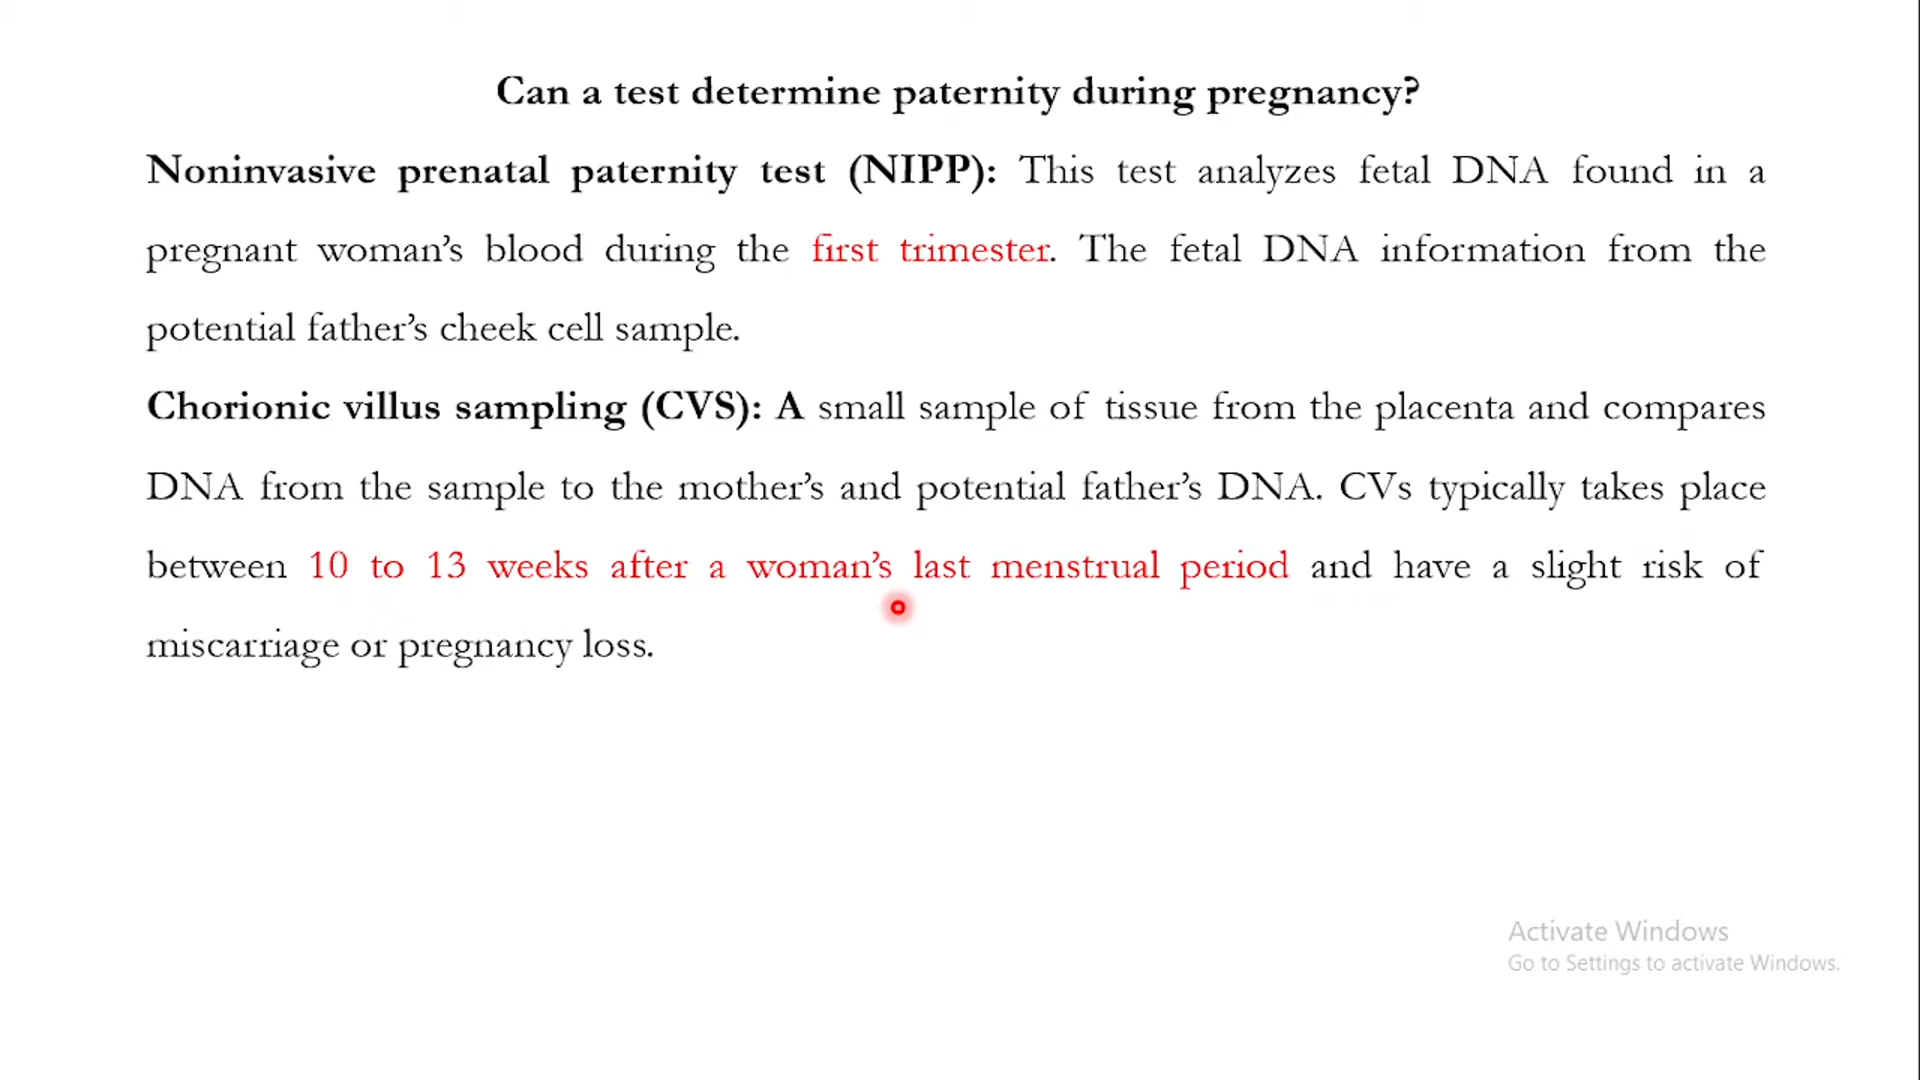 Can a test determine paternity during pregnancy?
Noninvasive prenatal paternity test (NIPP): This test analyzes fetal DNA found in a
pregnant woman’s blood during the first trimester. The fetal DNA information from the
potential father’s cheek cell sample.
Chorionic villus sampling (CVS): A small sample of tissue from the placenta and compares
DNA from the sample to the mother’s and potential father’s DNA. CVs typically takes place
between 10 to 13 weeks after a woman’s last menstrual period and have a slight risk of
miscarriage or pregnancy loss.
Activate Windows
Go to Settings to activate Windows.